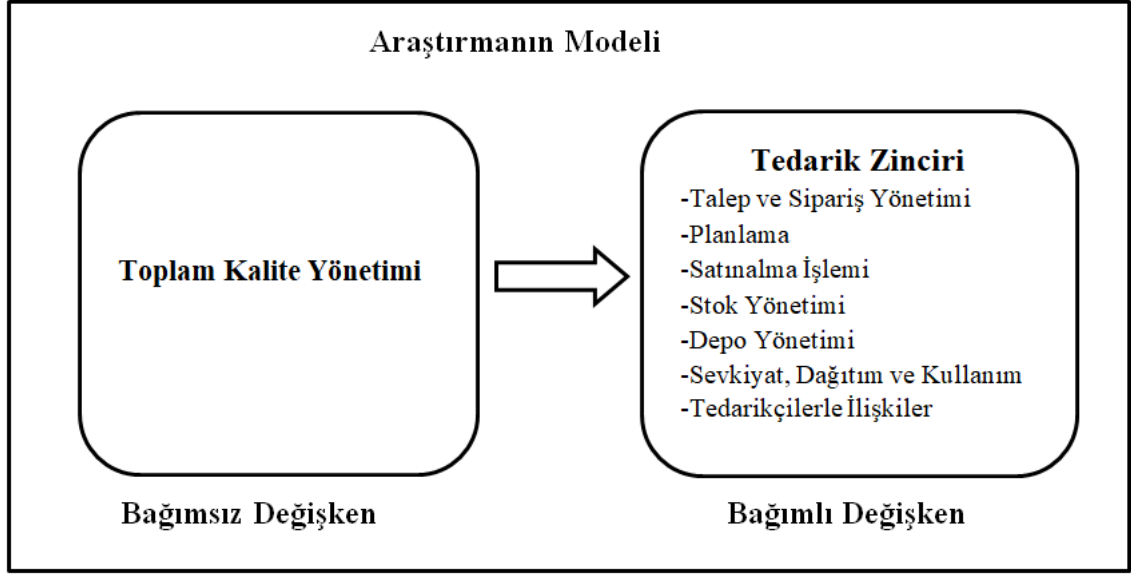 Araştırmanın Modeli
Toplam Kalite Yönetimi
Tedarik Zinciri
-Talep ve Sipariş Yönetimi
-Planlama
-Satınalma İşlemi
-Stok Yönetimi
-Depo Yönetimi
-Sevkiyat, Dağıtım ve Kullanım
-Tedarikçilerle İlişkiler
Bağımsız Değişken
Bağımlı Değişken